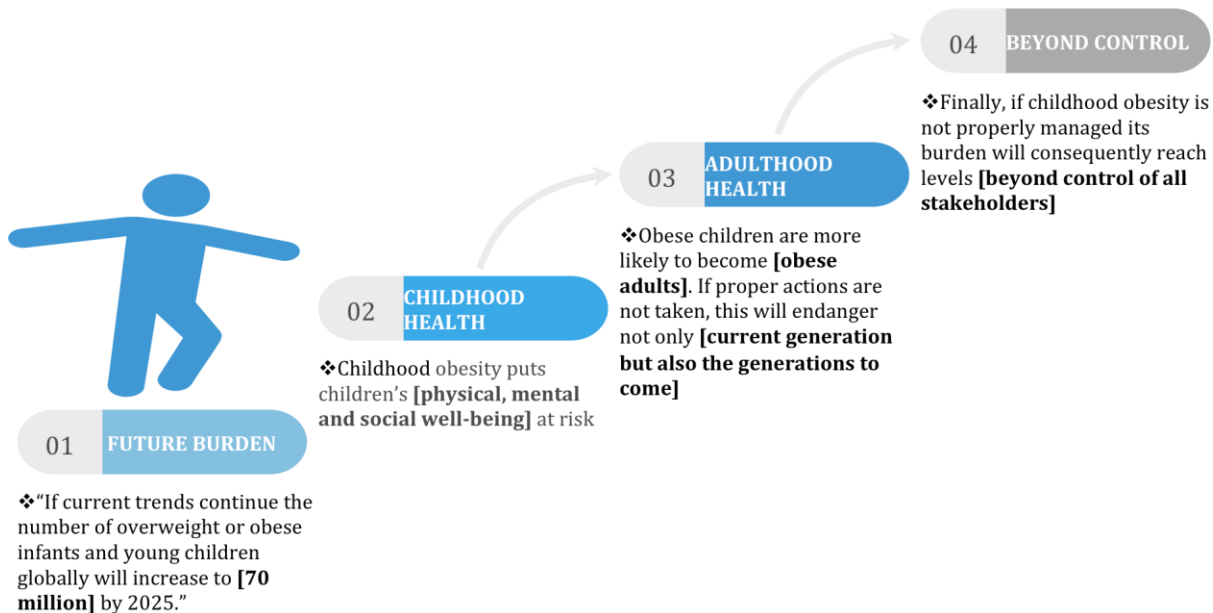 01
FUTURE BURDEN
❖“If current trends continue the
number of overweight or obese
infants and young children
globally will increase to [70
million] by 2025.”
02
CHILDHOOD
HEALTH
❖Childhood obesity puts
children’s [physical, mental
and social well-being] at risk
03
ADULTHOOD
HEALTH
❖Obese children are more
likely to become [obese
adults]. If proper actions are
not taken, this will endanger
not only [current generation
but also the generations to
come]
04
BEYOND CONTROL
❖Finally, if childhood obesity is
not properly managed its
burden will consequently reach
levels [beyond control of all
stakeholders]